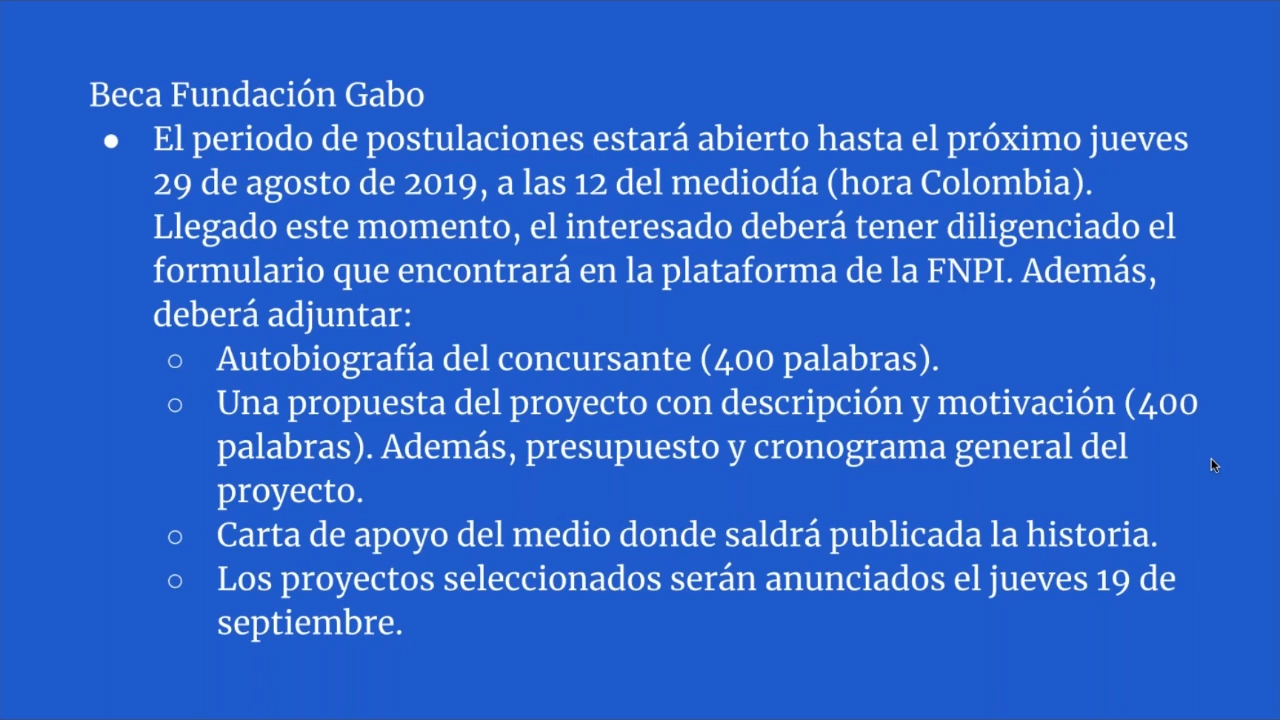 Beca Fundación Gabo
● El periodo de postulaciones estará abierto hasta el próximo jueves
29 de agosto de 2019, a las 12 del mediodía (hora Colombia).
Llegado este momento, el interesado deberá tener diligenciado el
formulario que encontrará en la plataforma de la FNPI. Además,
deberá adjuntar:
○ Autobiografía del concursante (400 palabras).
○ Una propuesta del proyecto con descripción y motivación (400
palabras). Además, presupuesto y cronograma general del
proyecto.
○ Carta de apoyo del medio donde saldrá publicada la historia.
○ Los proyectos seleccionados serán anunciados el jueves 19 de
septiembre.